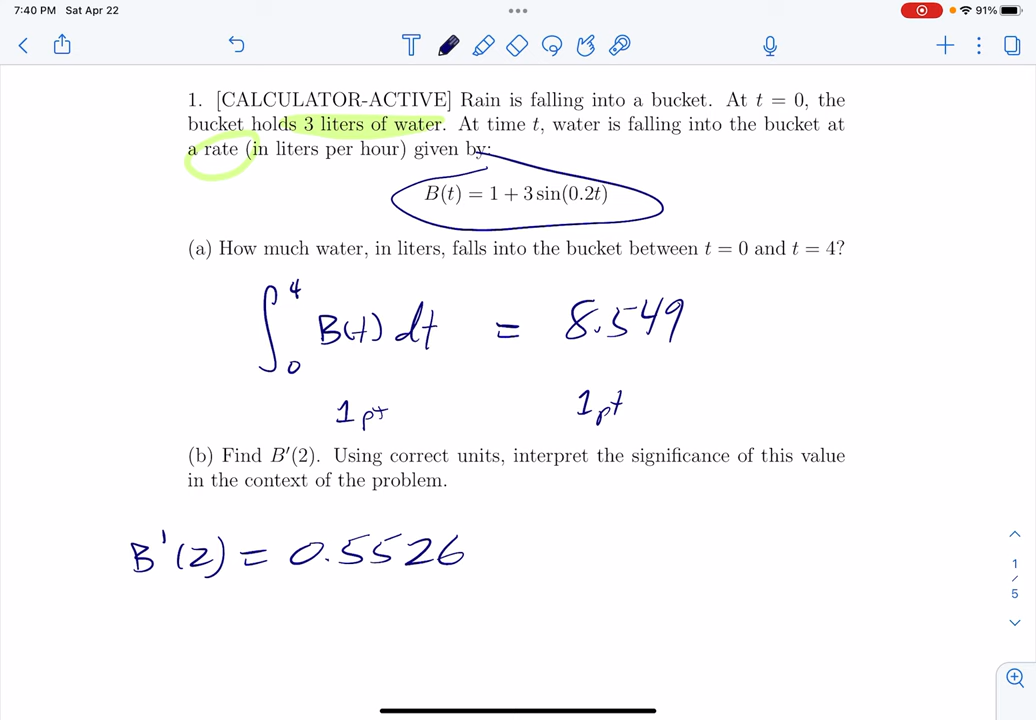 7:40 PM Sat Apr 22
91%
1. [CALCULATOR-ACTIVE] Rain is falling into a bucket. At t = 0, the
bucket holds 3 liters of water. At time t, water is falling into the bucket at
a rate (in liters per hour) given by:
B(t) = 1 + 3 sin(0.2t)
(a) How much water, in liters, falls into the bucket between t = 0 and t = 4?
∫₀⁴ B(t) dt = 8.549
1 pt 1 pt
(b) Find B′(2). Using correct units, interpret the significance of this value
in the context of the problem.
B'(2) = 0.5526
1
/
5